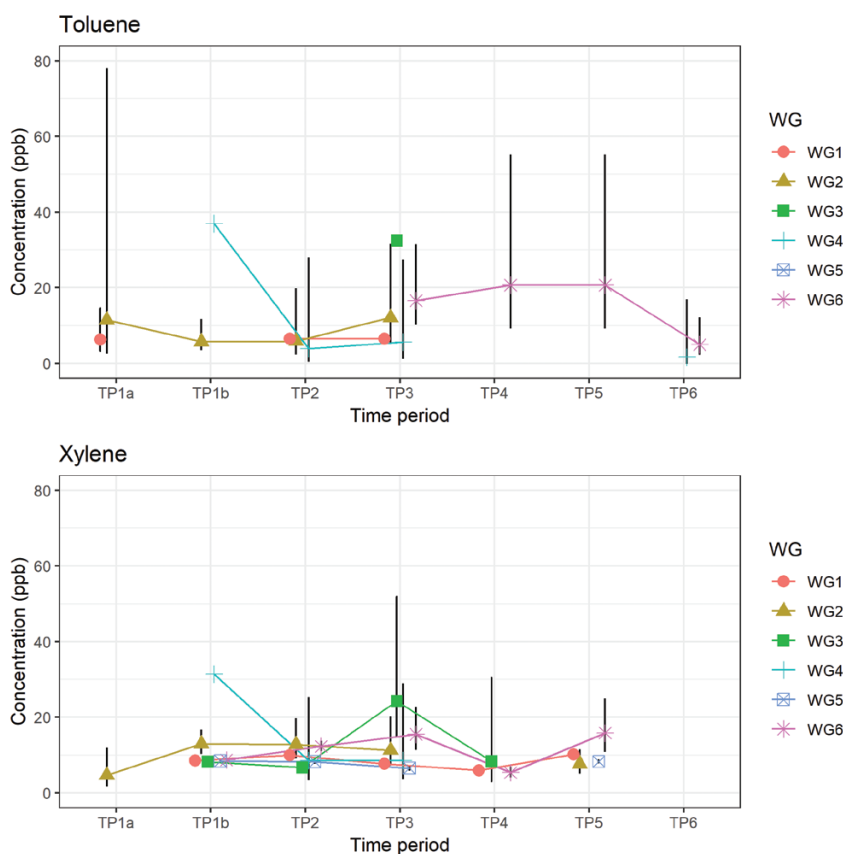 Toluene
80
60
40
20
0
Concentration (ppb)
TP1a TP1b TP2 TP3 TP4 TP5 TP6
Time period
WG
WG1
WG2
WG3
WG4
WG5
WG6
Xylene
80
60
40
20
0
Concentration (ppb)
TP1a TP1b TP2 TP3 TP4 TP5 TP6
Time period
WG
WG1
WG2
WG3
WG4
WG5
WG6